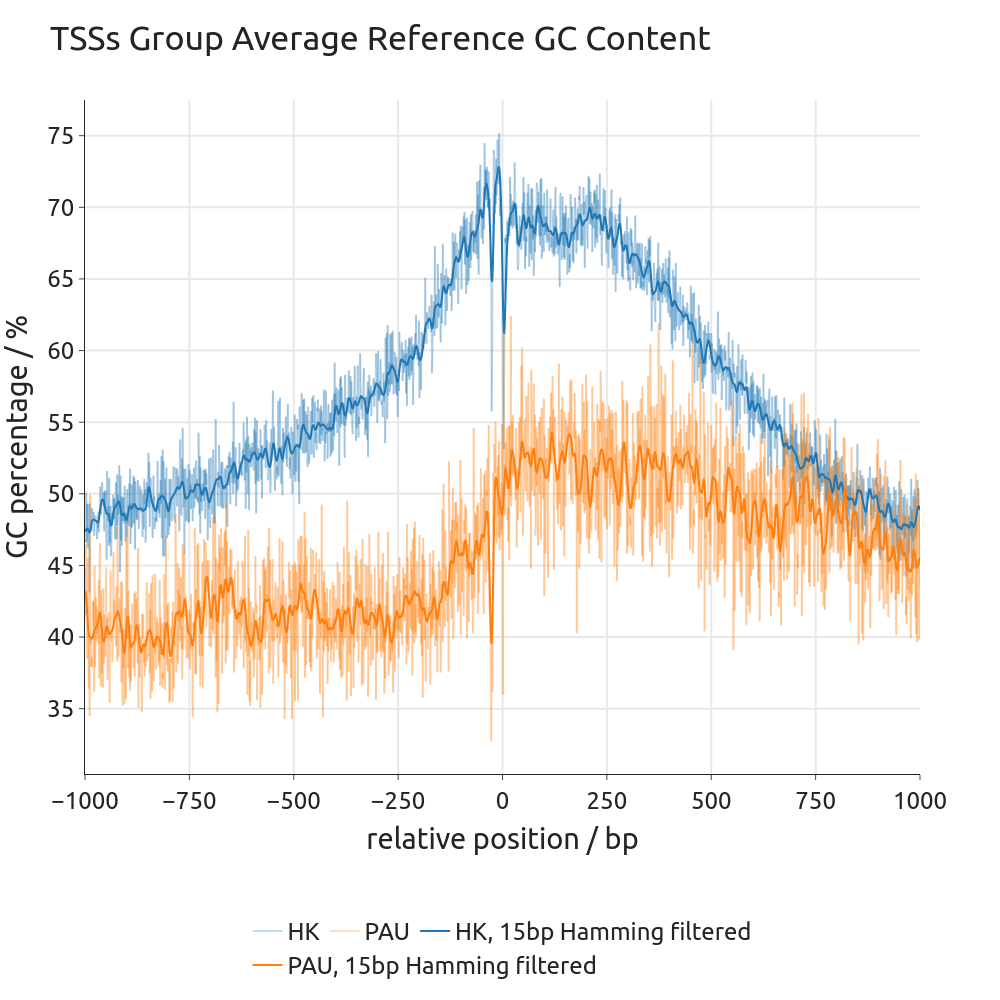 TSSs Group Average Reference GC Content
GC percentage / %
75
70
65
60
55
50
45
40
35
−1000 −750 −500 −250 0 250 500 750 1000
relative position / bp
HK PAU HK, 15bp Hamming filtered
PAU, 15bp Hamming filtered